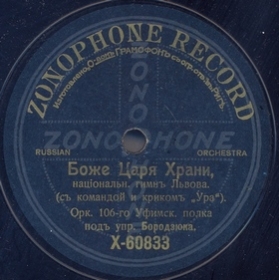 ZONOPHONE RECORD
ZONOPHONE
RUSSIAN ORCHESTRA
Боже Царя Храни,
національн. гимнъ Львова.
(съ командой и крикомъ „Ура“).
Орк. 106-го Уфимск. полка
подъ упр. Бородзюка.
X-60833